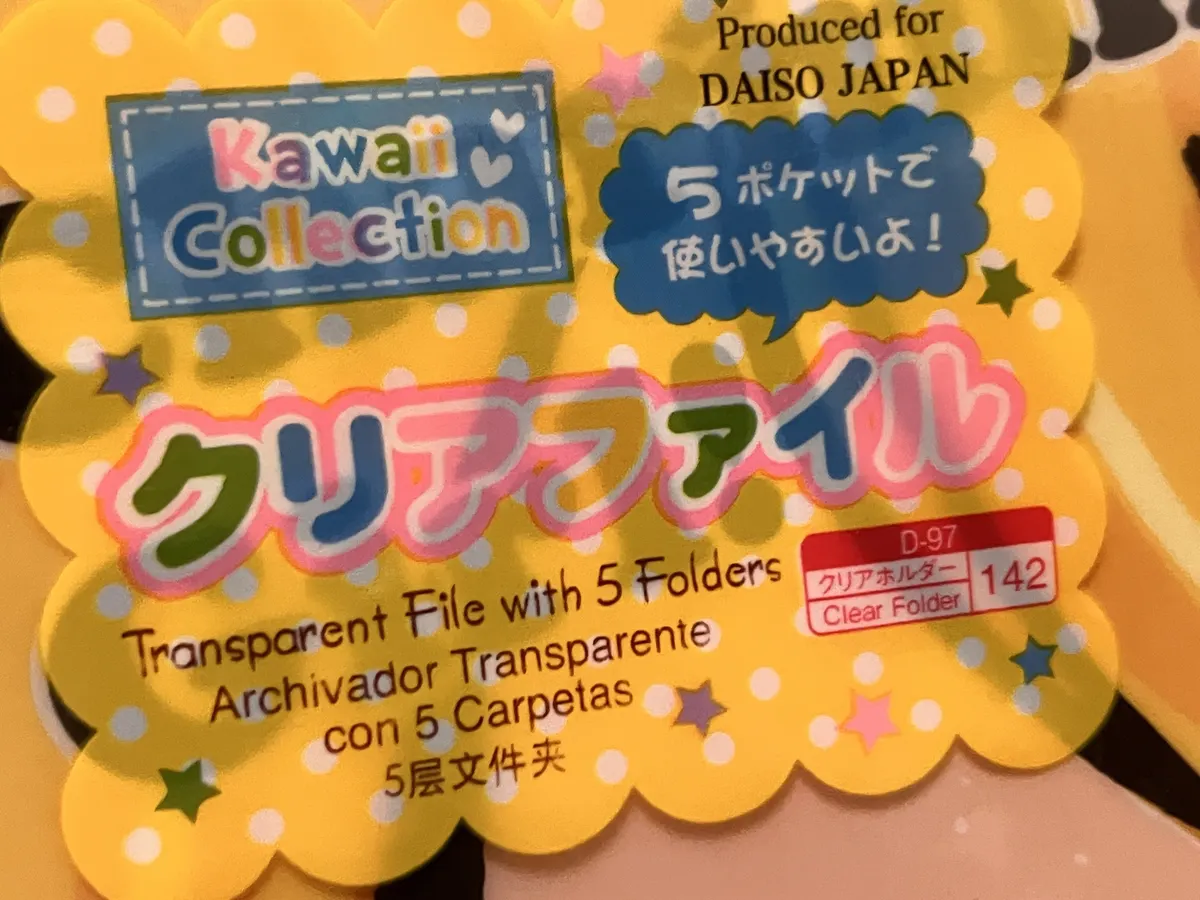 Produced for
DAISO JAPAN
Kawaii
Collection
5ポケットで
使いやすいよ!
クリアファイル
Transparent File with 5 Folders
Archivador Transparente
con 5 Carpetas
5层文件夹
D-97
クリアホルダー
Clear Folder
142